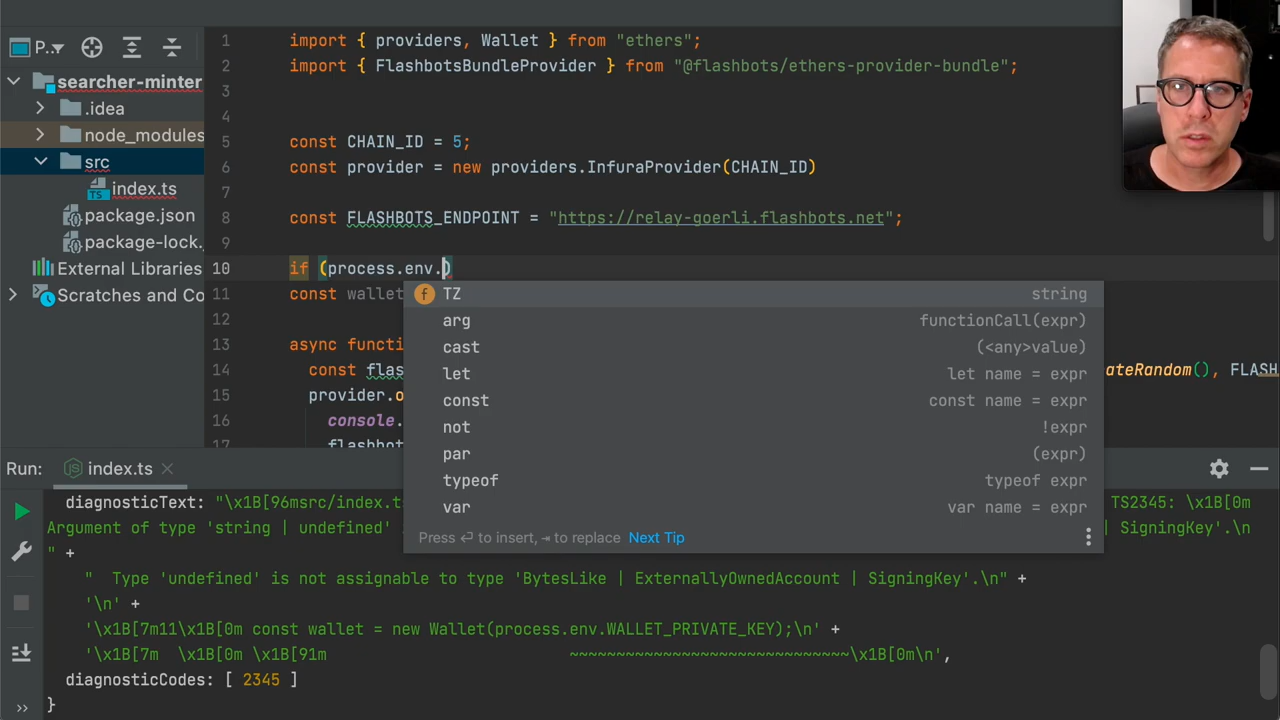 P...
searcher-minter
.idea
node_modules
src
index.ts
package.json
package-lock.
External Libraries
Scratches and Co
1 import { providers, Wallet } from "ethers";
2 import { FlashbotsBundleProvider } from "@flashbots/ethers-provider-bundle";
3
4
5 const CHAIN_ID = 5;
6 const provider = new providers.InfuraProvider(CHAIN_ID)
7
8 const FLASHBOTS_ENDPOINT = "https://relay-goerli.flashbots.net";
9
10 if (process.env.)
11 const wallet
12
13 async functi
14 const flas ateRandom(), FLASH
15 provider.o
16 console.
17 flashbot
TZ string
arg functionCall(expr)
cast (<any>value)
let let name = expr
const const name = expr
not !expr
par (expr)
typeof typeof expr
var var name = expr
Press ⏎ to insert, ⇥ to replace Next Tip
Run: index.ts
diagnosticText: "\x1B[96msrc/index.ts TS2345: \x1B[0m
Argument of type 'string | undefined' | SigningKey'.\n
" +
" Type 'undefined' is not assignable to type 'BytesLike | ExternallyOwnedAccount | SigningKey'.\n" +
'\n' +
'\x1B[7m11\x1B[0m const wallet = new Wallet(process.env.WALLET_PRIVATE_KEY);\n' +
'\x1B[7m \x1B[0m \x1B[91m ~~~~~~~~~~~~~~~~~~~~~~~~~~~~~\x1B[0m\n',
diagnosticCodes: [ 2345 ]
}